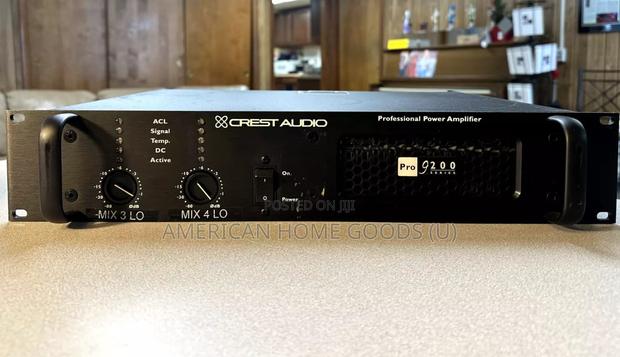 CREST AUDIO
Professional Power Amplifier
ACL
Signal
Temp.
DC
Active
On.
Power
Pro 9200
SERIES
MIX 3 LO
MIX 4 LO
POSTED ON JIJI
AMERICAN HOME GOODS (U)